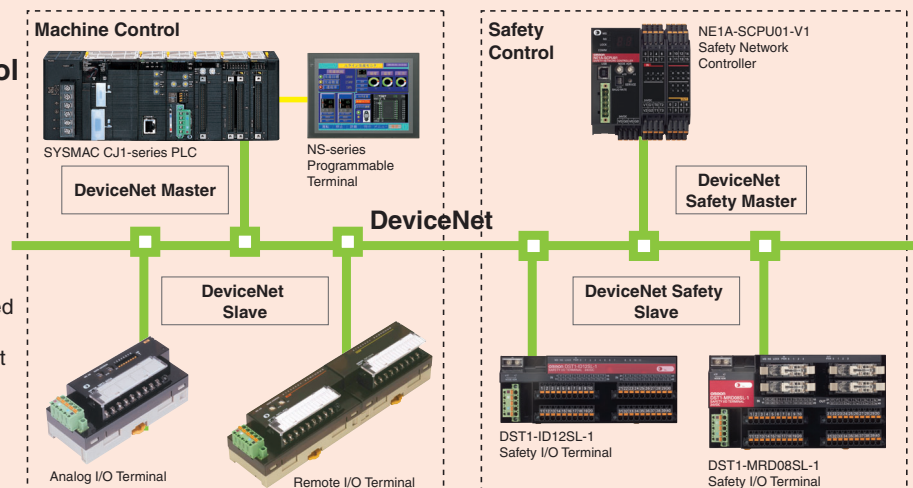 Machine Control
SYSMAC CJ1-series PLC
NS-series
Programmable
Terminal
DeviceNet Master
Safety
Control
NE1A-SCPU01-V1
Safety Network
Controller
DeviceNet
Safety Master
DeviceNet
DeviceNet
Slave
DeviceNet Safety
Slave
Analog I/O Terminal
Remote I/O Terminal
DST1-ID12SL-1
Safety I/O Terminal
DST1-MRD08SL-1
Safety I/O Terminal